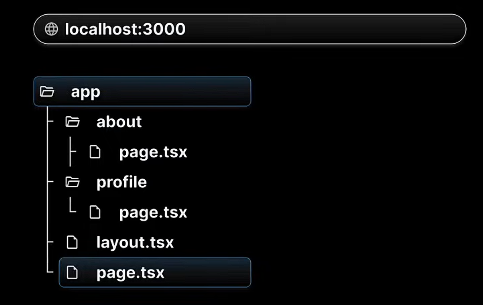 localhost:3000
app
about
page.tsx
profile
page.tsx
layout.tsx
page.tsx